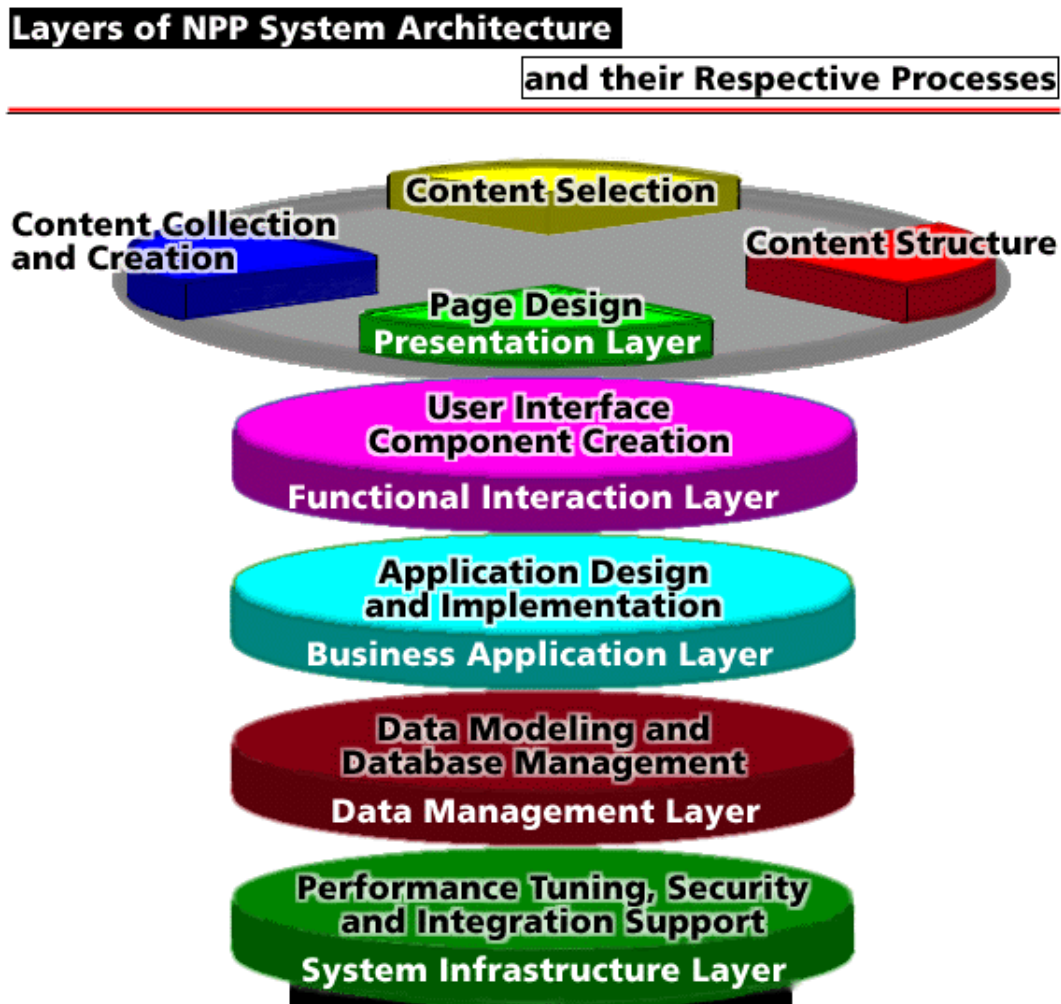 Layers of NPP System Architecture
and their Respective Processes
Content Selection
Content Collection
and Creation
Content Structure
Page Design
Presentation Layer
User Interface
Component Creation
Functional Interaction Layer
Application Design
and Implementation
Business Application Layer
Data Modeling and
Database Management
Data Management Layer
Performance Tuning, Security
and Integration Support
System Infrastructure Layer